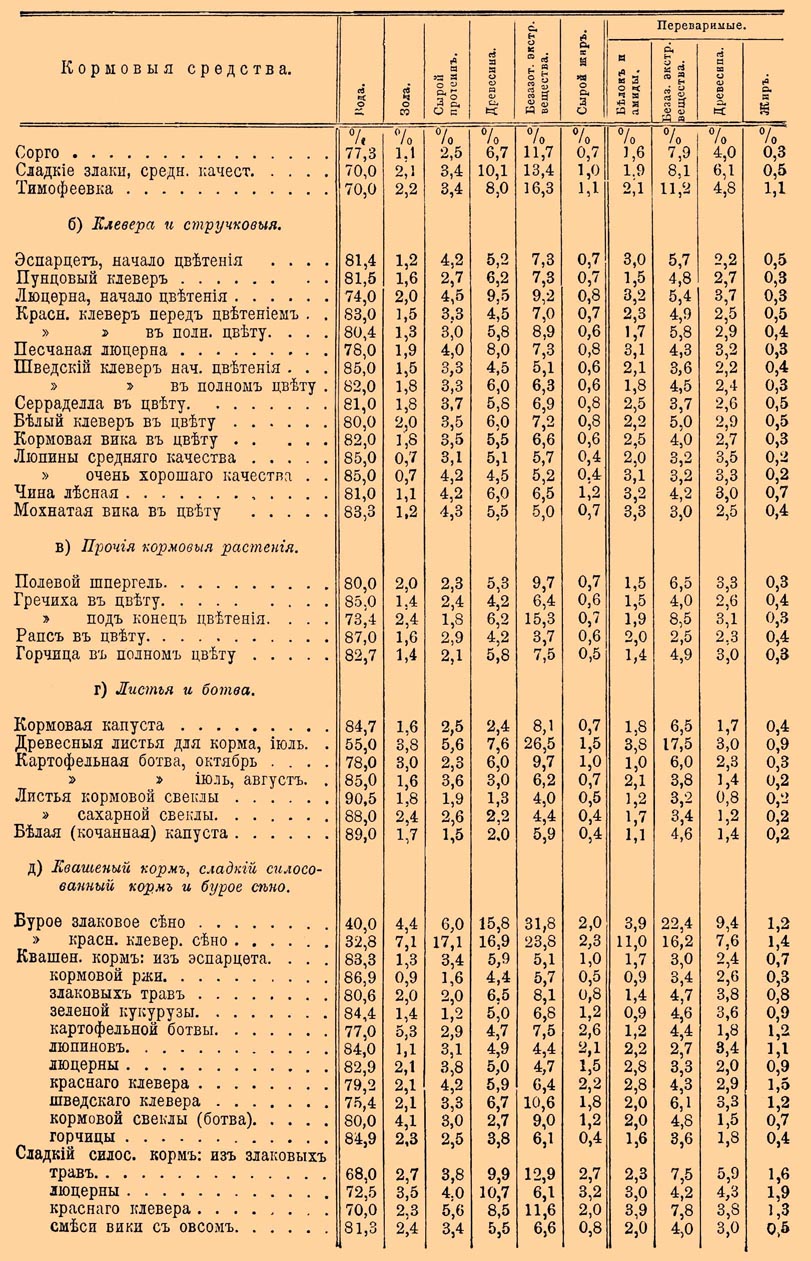 Переваримые.
Кормовыя средства. Вода. Зола. Сырой протеинъ. Древесина. Безазот. экстр. вещества. Сырой жиръ. Бѣлокъ и амиды. Безаз. экстр. вещества. Древесина. Жиръ.
% % % % % % % % % %
Сорго . . . . . . . . . . . . . . . 77,3 1,1 2,5 6,7 11,7 0,7 1,6 7,9 4,0 0,3
Сладкіе злаки, средн. качест. . . . . 70,0 2,1 3,4 10,1 13,4 1,0 1,9 8,1 6,1 0,5
Тимофеевка . . . . . . . . . . . . 70,0 2,2 3,4 8,0 16,3 1,1 2,1 11,2 4,8 1,1
б) Клевера и стручковыя.
Эспарцетъ, начало цвѣтенія . . . . 81,4 1,2 4,2 5,2 7,3 0,7 3,0 5,7 2,2 0,5
Пунцовый клеверъ . . . . . . . . 81,5 1,6 2,7 6,2 7,3 0,7 1,5 4,8 2,7 0,3
Люцерна, начало цвѣтенія . . . . . . 74,0 2,0 4,5 9,5 9,2 0,8 3,2 5,4 3,7 0,3
Красн. клеверъ передъ цвѣтеніемъ . . 83,0 1,5 3,3 4,5 7,0 0,7 2,3 4,9 2,5 0,5
» » въ полн. цвѣту. . . . 80,4 1,3 3,0 5,8 8,9 0,6 1,7 5,8 2,9 0,4
Песчаная люцерна . . . . . . . . . 78,0 1,9 4,0 8,0 7,3 0,8 3,1 4,3 3,2 0,3
Шведскій клеверъ нач. цвѣтенія . . . 85,0 1,5 3,3 4,5 5,1 0,6 2,1 3,6 2,2 0,4
» » въ полномъ цвѣту . 82,0 1,8 3,3 6,0 6,3 0,6 1,8 4,5 2,4 0,3
Серраделла въ цвѣту. . . . . . . . 81,0 1,8 3,7 5,8 6,9 0,8 2,5 3,7 2,6 0,5
Бѣлый клеверъ въ цвѣту . . . . . . 80,0 2,0 3,5 6,0 7,2 0,8 2,2 5,0 2,9 0,5
Кормовая вика въ цвѣту . . . . . 82,0 1,8 3,5 5,5 6,6 0,6 2,5 4,0 2,7 0,3
Люпины средняго качества . . . . . 85,0 0,7 3,1 5,1 5,7 0,4 2,0 3,2 3,5 0,2
» очень хорошаго качества . . 85,0 0,7 4,2 4,5 5,2 0,4 3,1 3,2 3,3 0,2
Чина лѣсная . . . . . . . . . . . . 81,0 1,1 4,2 6,0 6,5 1,2 3,2 4,2 3,0 0,7
Мохнатая вика въ цвѣту . . . . . 83,3 1,2 4,3 5,5 5,0 0,7 3,3 3,0 2,5 0,4
в) Прочія кормовыя растенія.
Полевой шпергель. . . . . . . . . . 80,0 2,0 2,3 5,3 9,7 0,7 1,5 6,5 3,3 0,3
Гречиха въ цвѣту. . . . . . . . . . 85,0 1,4 2,4 4,2 6,4 0,6 1,5 4,0 2,6 0,4
» подъ конецъ цвѣтенія. . . . 73,4 2,4 1,8 6,2 15,3 0,7 1,9 8,5 3,1 0,3
Рапсъ въ цвѣту. . . . . . . . . . . 87,0 1,6 2,9 4,2 3,7 0,6 2,0 2,5 2,3 0,4
Горчица въ полномъ цвѣту . . . . . 82,7 1,4 2,1 5,8 7,5 0,5 1,4 4,9 3,0 0,3
г) Листья и ботва.
Кормовая капуста . . . . . . . . . 84,7 1,6 2,5 2,4 8,1 0,7 1,8 6,5 1,7 0,4
Древесныя листья для корма, іюль. . 55,0 3,8 5,6 7,6 26,5 1,5 3,8 17,5 3,0 0,9
Картофельная ботва, октябрь . . . . 78,0 3,0 2,3 6,0 9,7 1,0 1,0 6,0 2,3 0,3
» » іюль, августъ. . 85,0 1,6 3,6 3,0 6,2 0,7 2,1 3,8 1,4 0,2
Листья кормовой свеклы . . . . . . 90,5 1,8 1,9 1,3 4,0 0,5 1,2 3,2 0,8 0,2
» сахарной свеклы. . . . . . . 88,0 2,4 2,6 2,2 4,4 0,4 1,7 3,4 1,2 0,2
Бѣлая (кочанная) капуста . . . . . . 89,0 1,7 1,5 2,0 5,9 0,4 1,1 4,6 1,4 0,2
д) Квашеный кормъ, сладкій силосо-
ванный кормъ и бурое сѣно.
Бурое злаковое сѣно . . . . . . . . 40,0 4,4 6,0 15,8 31,8 2,0 3,9 22,4 9,4 1,2
» красн. клевер. сѣно . . . . . . 32,8 7,1 17,1 16,9 23,8 2,3 11,0 16,2 7,6 1,4
Квашен. кормъ: изъ эспарцета. . . . 83,3 1,3 3,4 5,9 5,1 1,0 1,7 3,0 2,4 0,7
кормовой ржи. . . . . . . . . . 86,9 0,9 1,6 4,4 5,7 0,5 0,9 3,4 2,6 0,3
злаковыхъ травъ . . . . . . . . 80,6 2,0 2,0 6,5 8,1 0,8 1,4 4,7 3,8 0,8
зеленой кукурузы. . . . . . . . 84,4 1,4 1,2 5,0 6,8 1,2 0,9 4,6 3,6 0,9
картофельной ботвы. . . . . . . 77,0 5,3 2,9 4,7 7,5 2,6 1,2 4,4 1,8 1,2
люпиновъ. . . . . . . . . . . . 84,0 1,1 3,1 4,9 4,4 2,1 2,2 2,7 3,4 1,1
люцерны . . . . . . . . . . . . 82,9 2,1 3,8 5,0 4,7 1,5 2,8 3,3 2,0 0,9
краснаго клевера . . . . . . . . 79,2 2,1 4,2 5,9 6,4 2,2 2,8 4,3 2,9 1,5
шведскаго клевера . . . . . . . 75,4 2,1 3,3 6,7 10,6 1,8 2,0 6,1 3,3 1,2
кормовой свеклы (ботва). . . . . 80,0 4,1 3,0 2,7 9,0 1,2 2,0 4,8 1,5 0,7
горчицы . . . . . . . . . . . . 84,9 2,3 2,5 3,8 6,1 0,4 1,6 3,6 1,8 0,4
Сладкій силос. кормъ: изъ злаковыхъ
травъ. . . . . . . . . . . . . . 68,0 2,7 3,8 9,9 12,9 2,7 2,3 7,5 5,9 1,6
люцерны . . . . . . . . . . . . 72,5 3,5 4,0 10,7 6,1 3,2 3,0 4,2 4,3 1,9
краснаго клевера . . . . . . . . 70,0 2,3 5,6 8,5 11,6 2,0 3,9 7,8 3,8 1,3
смѣси вики съ овсомъ. . . . . . 81,3 2,4 3,4 5,5 6,6 0,8 2,0 4,0 3,0 0,5